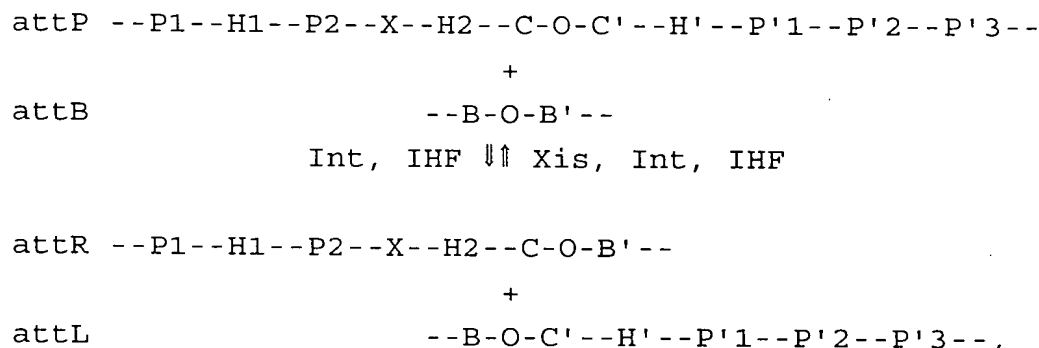 attP --P1--H1--P2--X--H2--C-O-C'--H'--P'1--P'2--P'3--
+
attB --B-O-B'--
Int, IHF ⇓⇑ Xis, Int, IHF
attR --P1--H1--P2--X--H2--C-O-B'--
+
attL --B-O-C'--H'--P'1--P'2--P'3--,